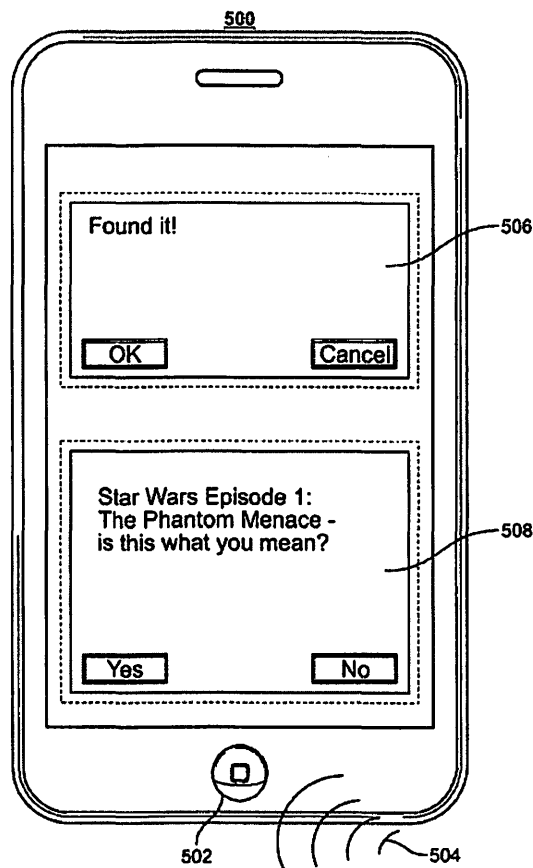 500
Found it!
506
OK
Cancel
Star Wars Episode 1:
The Phantom Menace -
is this what you mean?
508
Yes
No
502
504